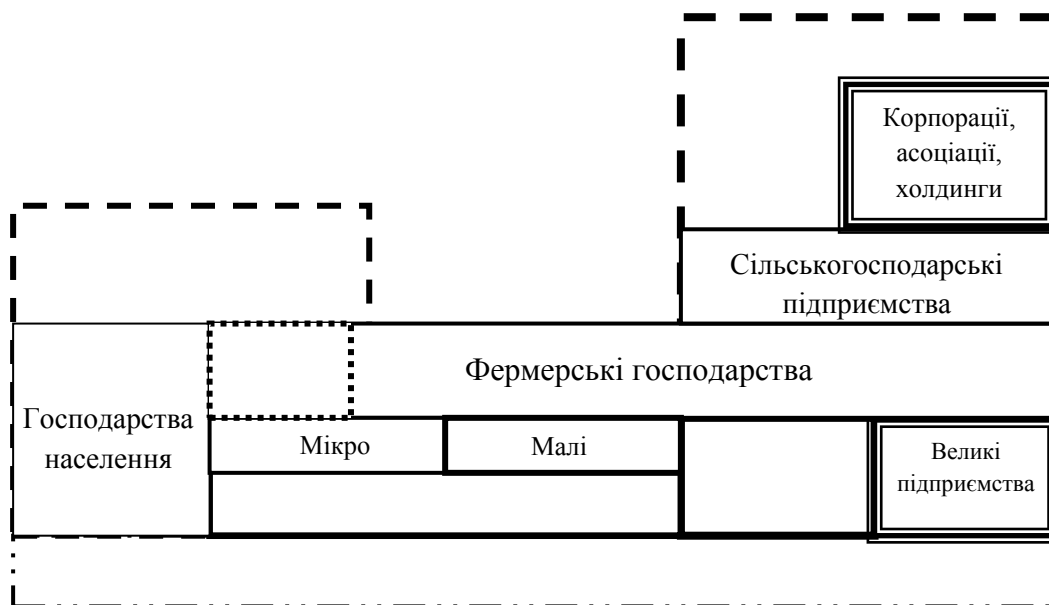 Корпорації,
асоціації,
холдинги
Сільськогосподарські
підприємства
Фермерські господарства
Господарства
населення
Мікро
Малі
Великі
підприємства